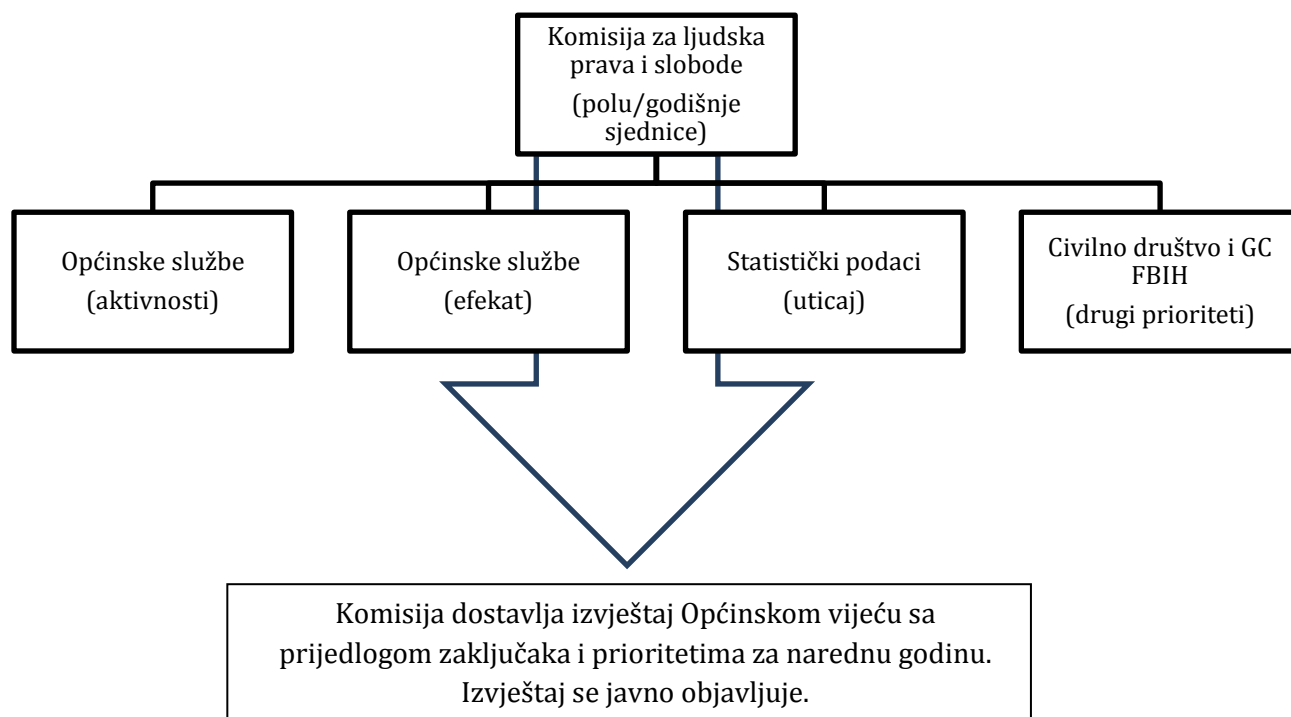 Komisija za ljudska
prava i slobode
(polu/godišnje
sjednice)
Općinske službe
(aktivnosti)
Općinske službe
(efekat)
Statistički podaci
(uticaj)
Civilno društvo i GC
FBIH
(drugi prioriteti)
Komisija dostavlja izvještaj Općinskom vijeću sa
prijedlogom zaključaka i prioritetima za narednu godinu.
Izvještaj se javno objavljuje.